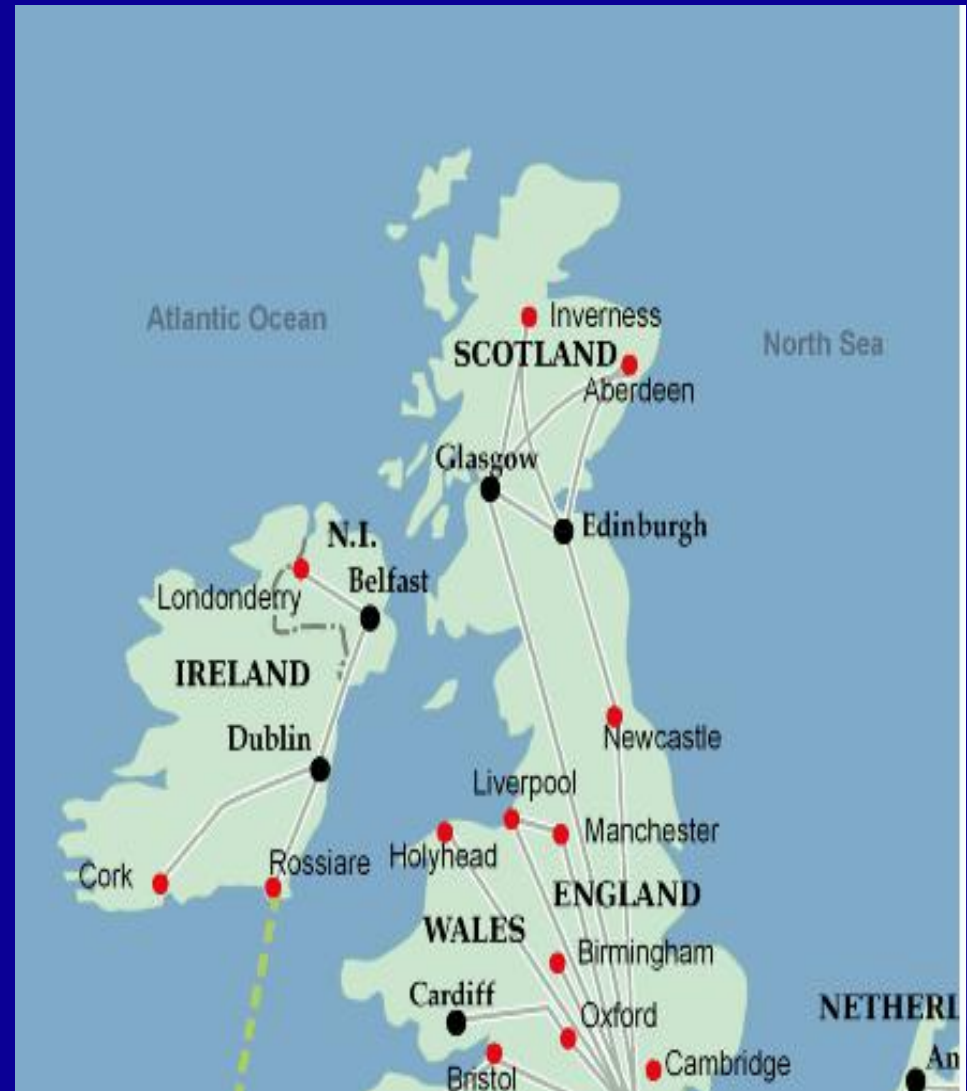 Atlantic Ocean
Inverness
North Sea
SCOTLAND
Aberdeen
Glasgow
Edinburgh
N.I.
Belfast
Londonderry
IRELAND
Dublin
Newcastle
Liverpool
Manchester
Holyhead
Rossiare
Cork
ENGLAND
WALES
Birmingham
Cardiff
NETHERL
Oxford
An
Cambridge
Bristol